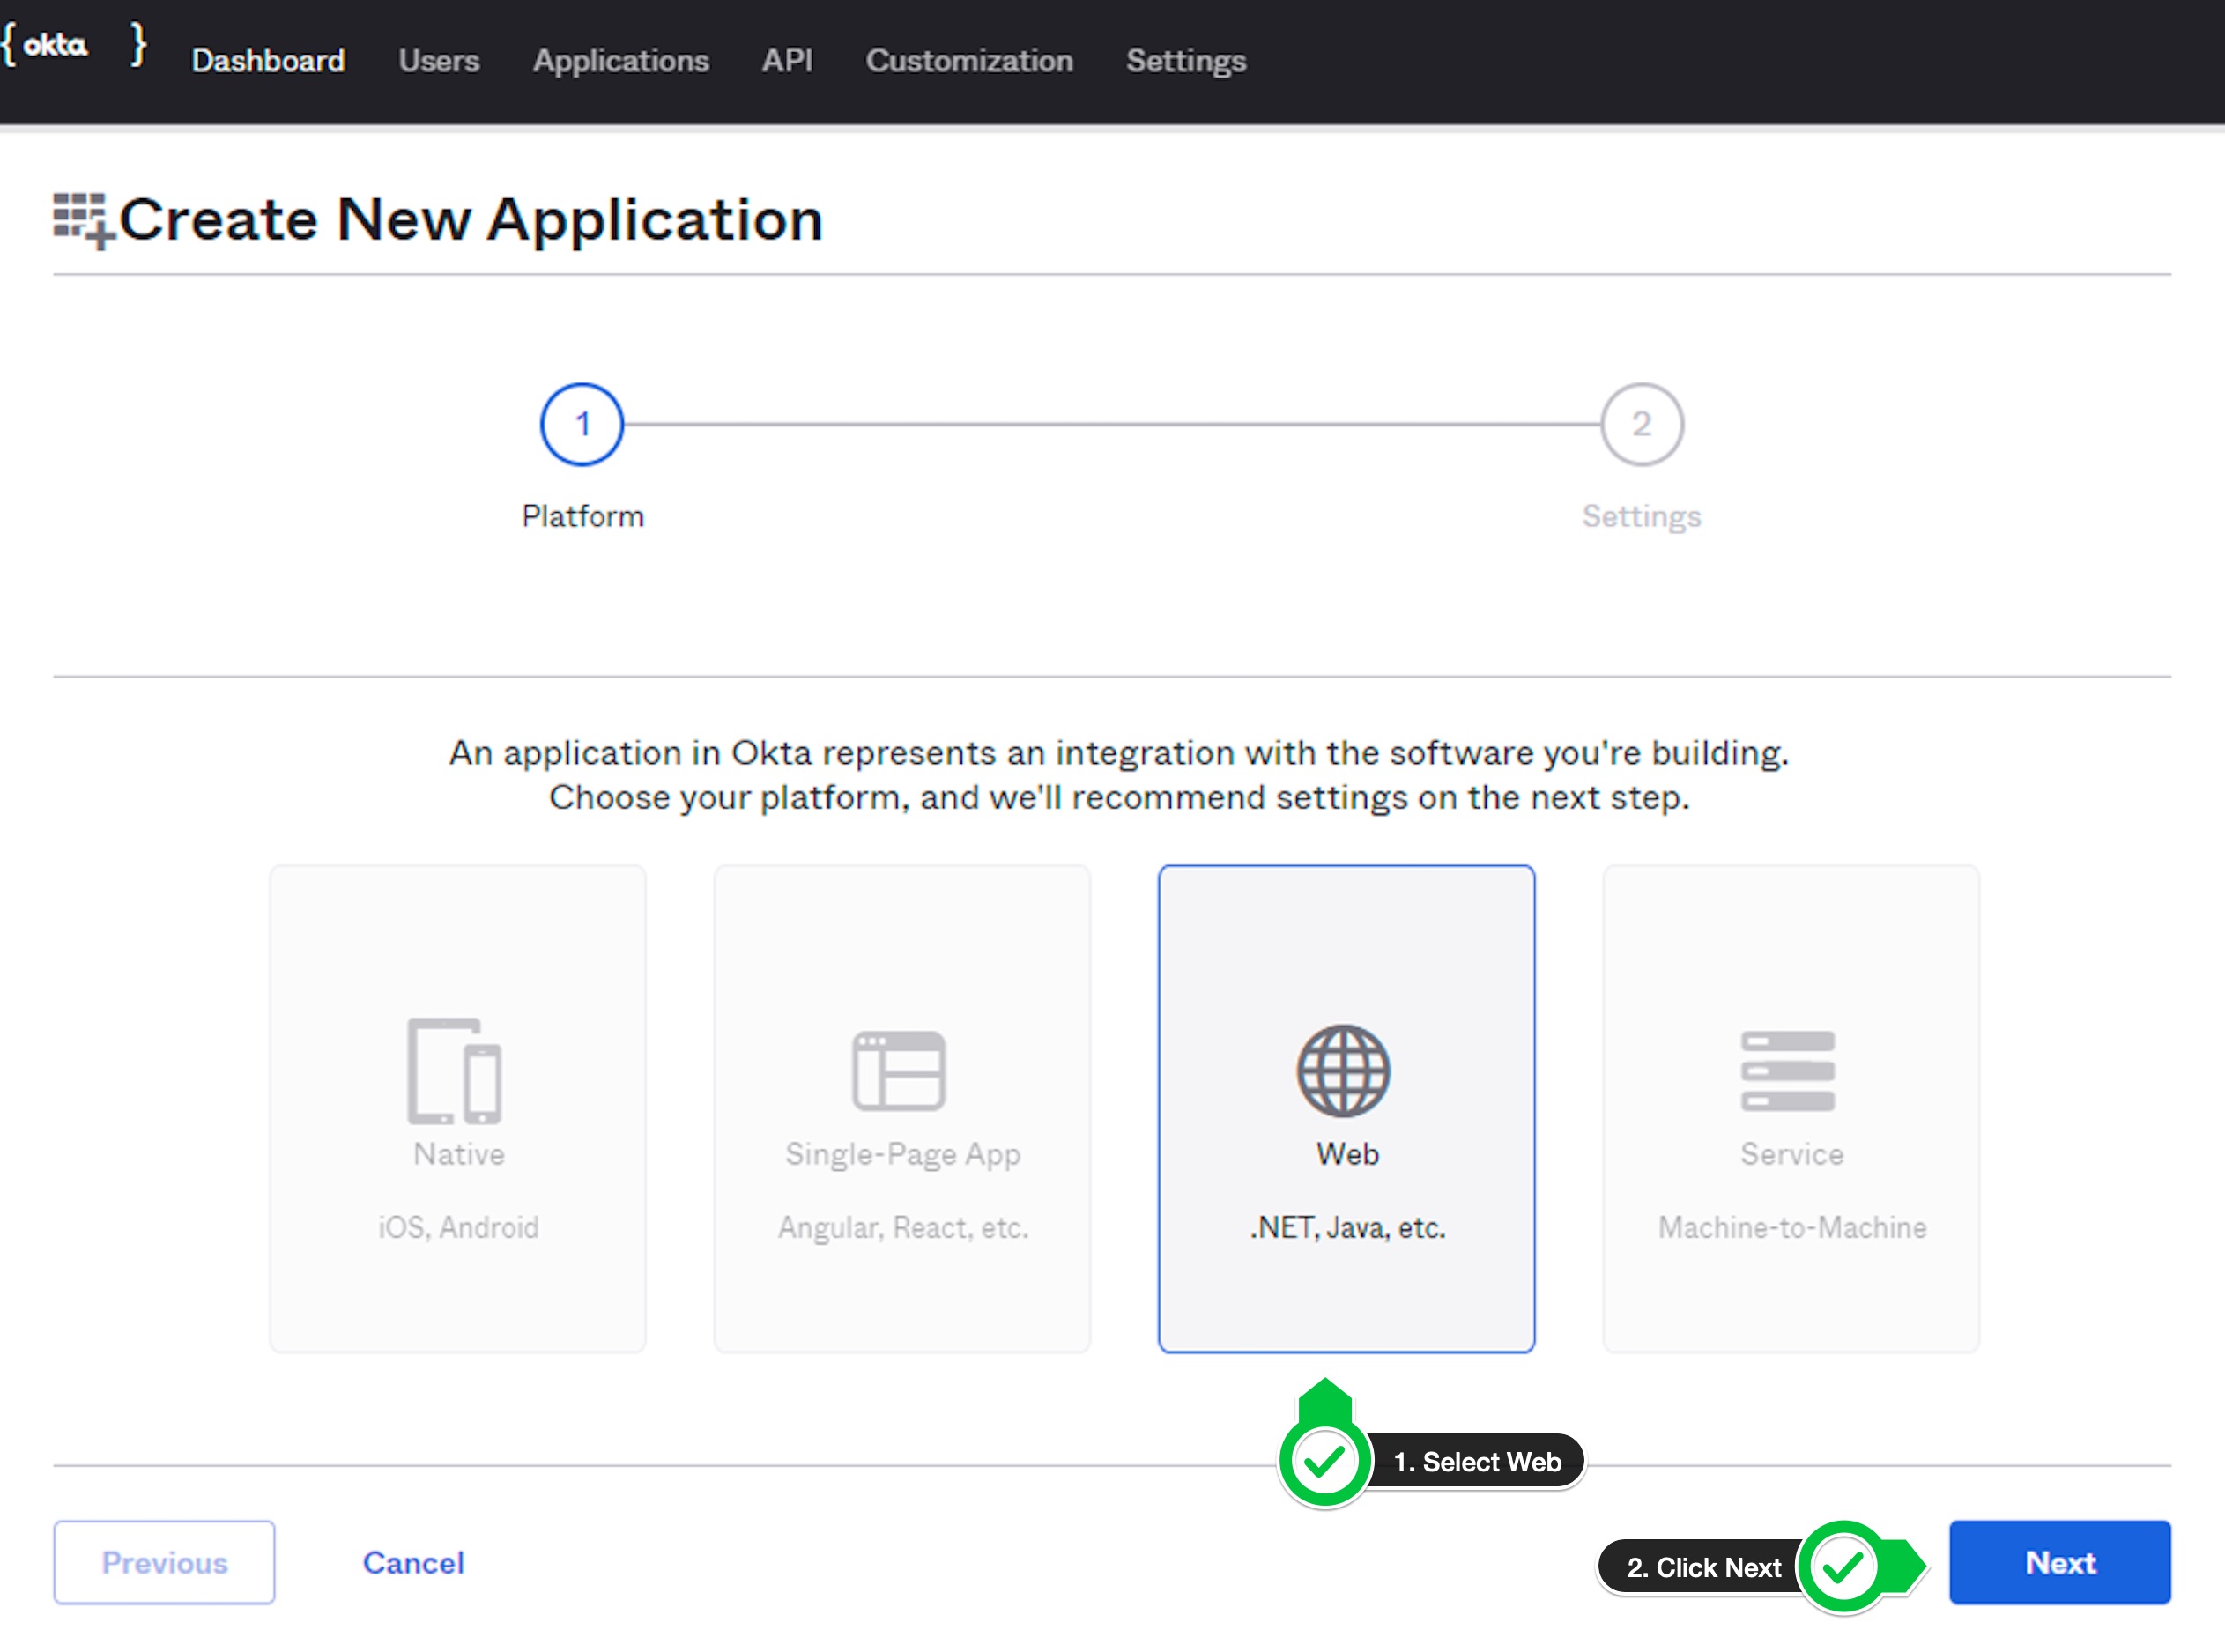 { okta } Dashboard Users Applications API Customization Settings
Create New Application
1 2
Platform Settings
An application in Okta represents an integration with the software you're building.
Choose your platform, and we'll recommend settings on the next step.
Native Single-Page App Web Service
iOS, Android Angular, React, etc. .NET, Java, etc. Machine-to-Machine
1. Select Web
Previous Cancel 2. Click Next Next